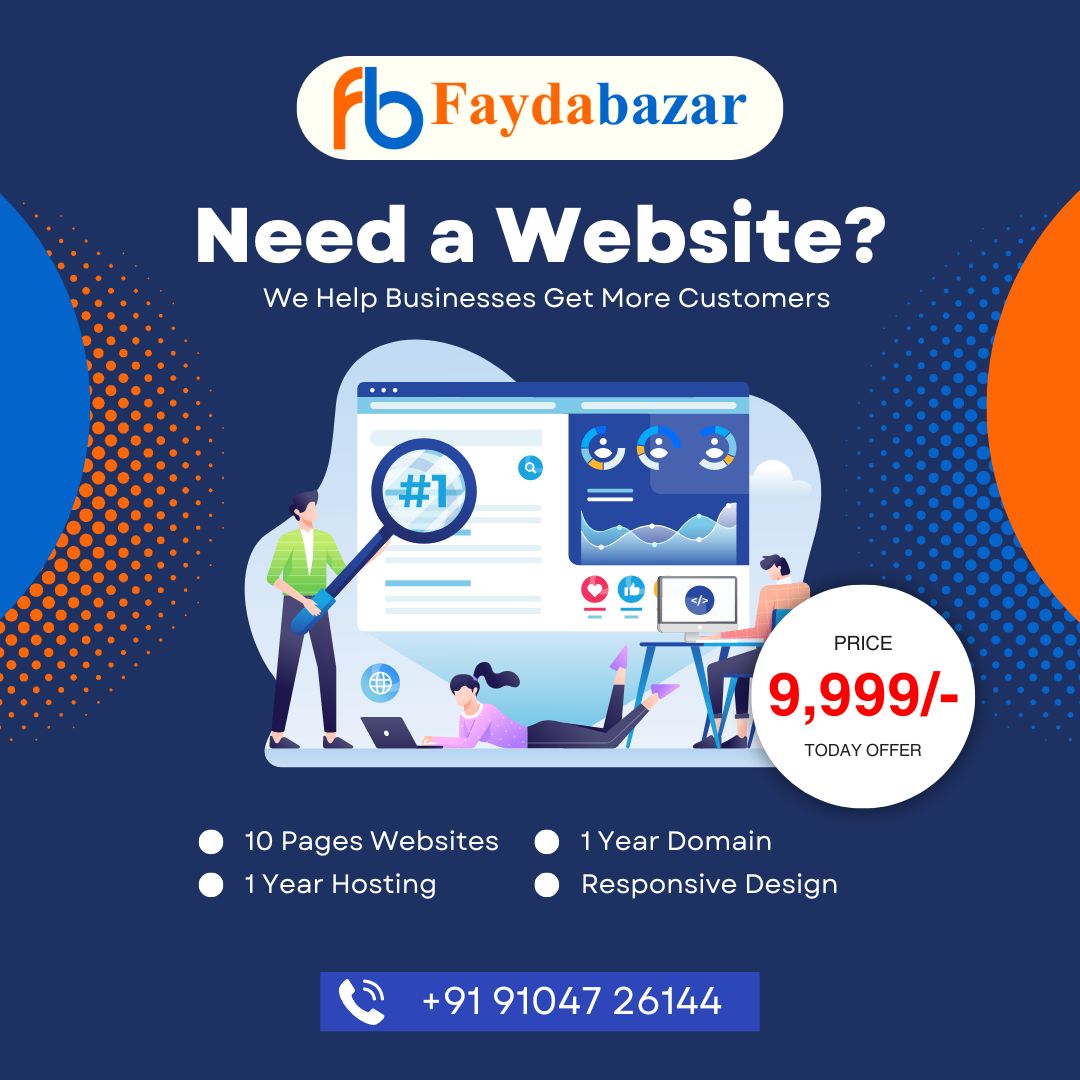 fb Faydabazar
Need a Website?
We Help Businesses Get More Customers
#1
</>
PRICE
9,999/-
TODAY OFFER
10 Pages Websites
1 Year Domain
1 Year Hosting
Responsive Design
+91 91047 26144